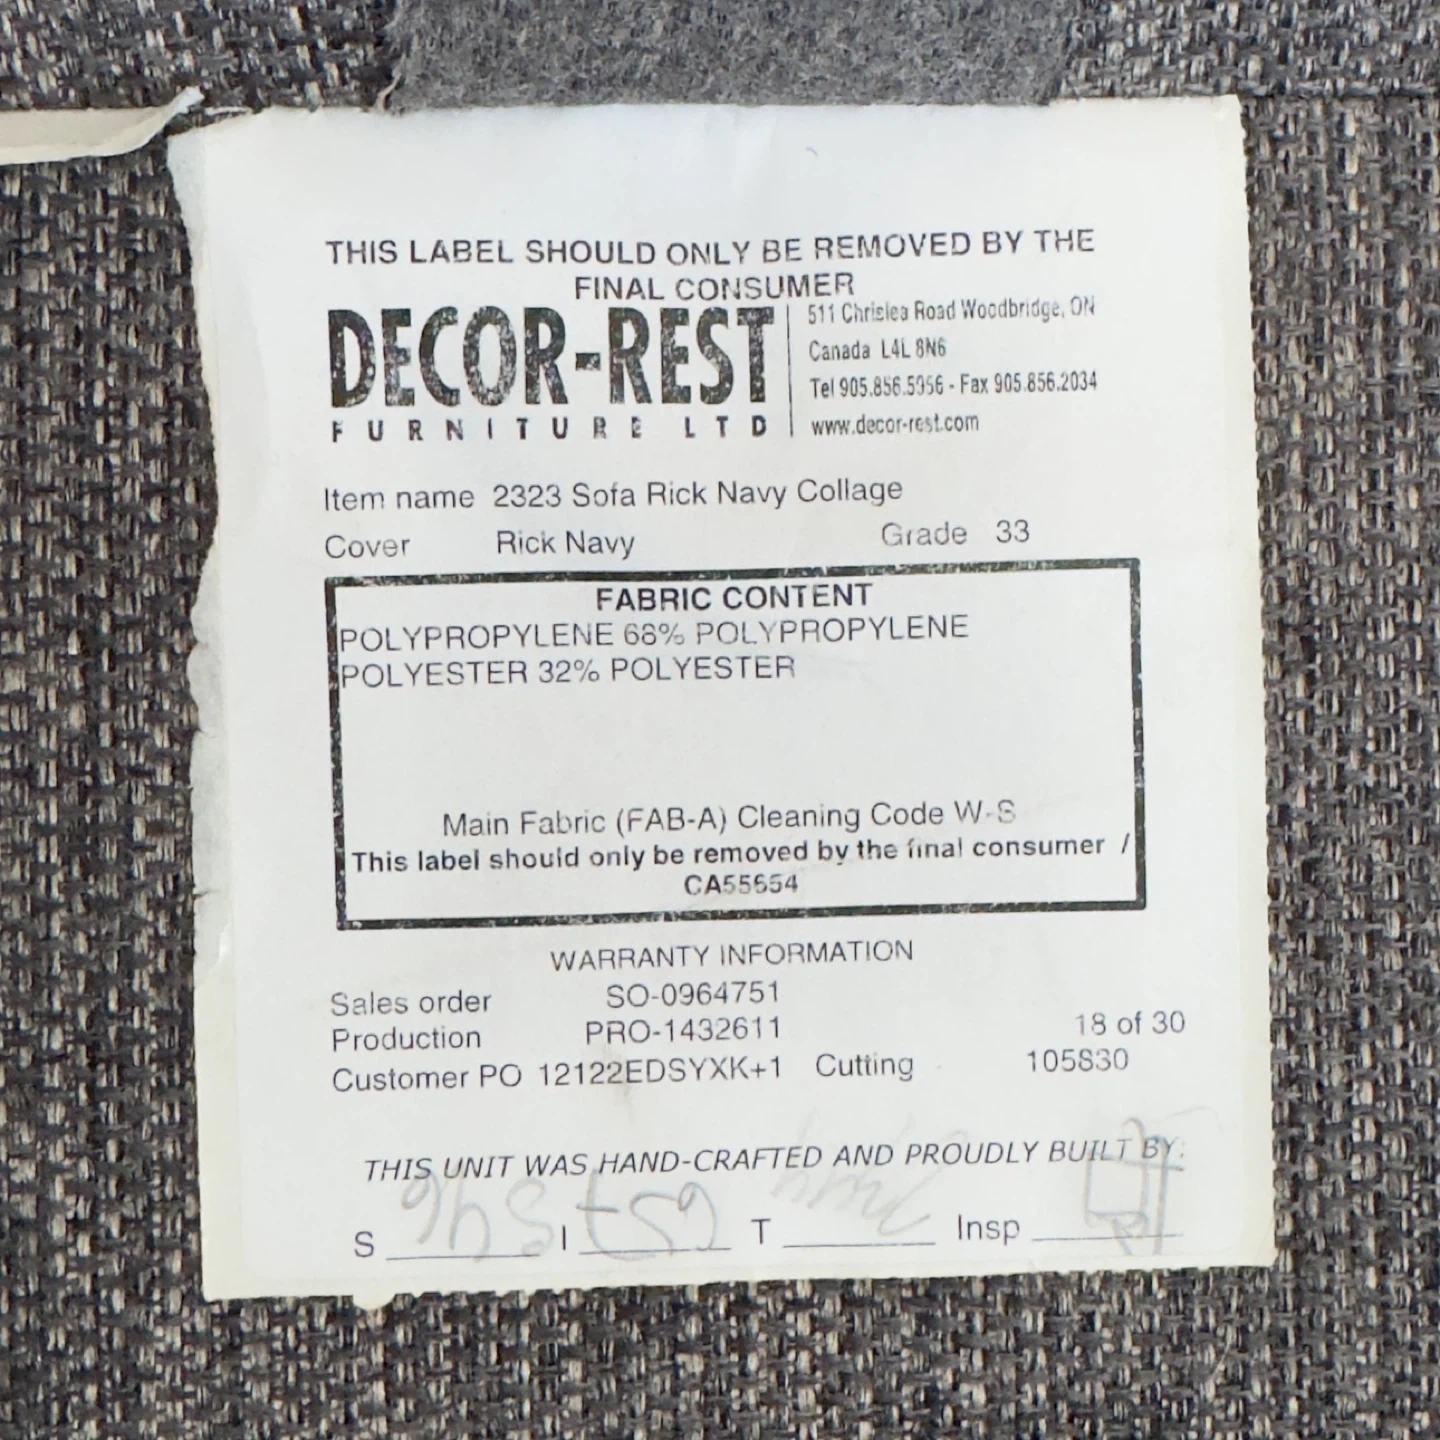 THIS LABEL SHOULD ONLY BE REMOVED BY THE
FINAL CONSUMER
DECOR-REST
FURNITURE LTD
511 Chrislea Road Woodbridge, ON
Canada L4L 8N6
Tel 905.856.5956 - Fax 905.856.2034
www.decor-rest.com
Item name 2323 Sofa Rick Navy Collage
Cover Rick Navy Grade 33
FABRIC CONTENT
POLYPROPYLENE 68% POLYPROPYLENE
POLYESTER 32% POLYESTER
Main Fabric (FAB-A) Cleaning Code W-S
This label should only be removed by the final consumer /
CA55654
WARRANTY INFORMATION
Sales order SO-0964751
Production PRO-1432611 18 of 30
Customer PO 12122EDSYXK+1 Cutting 105830
THIS UNIT WAS HAND-CRAFTED AND PROUDLY BUILT BY:
S I T Insp